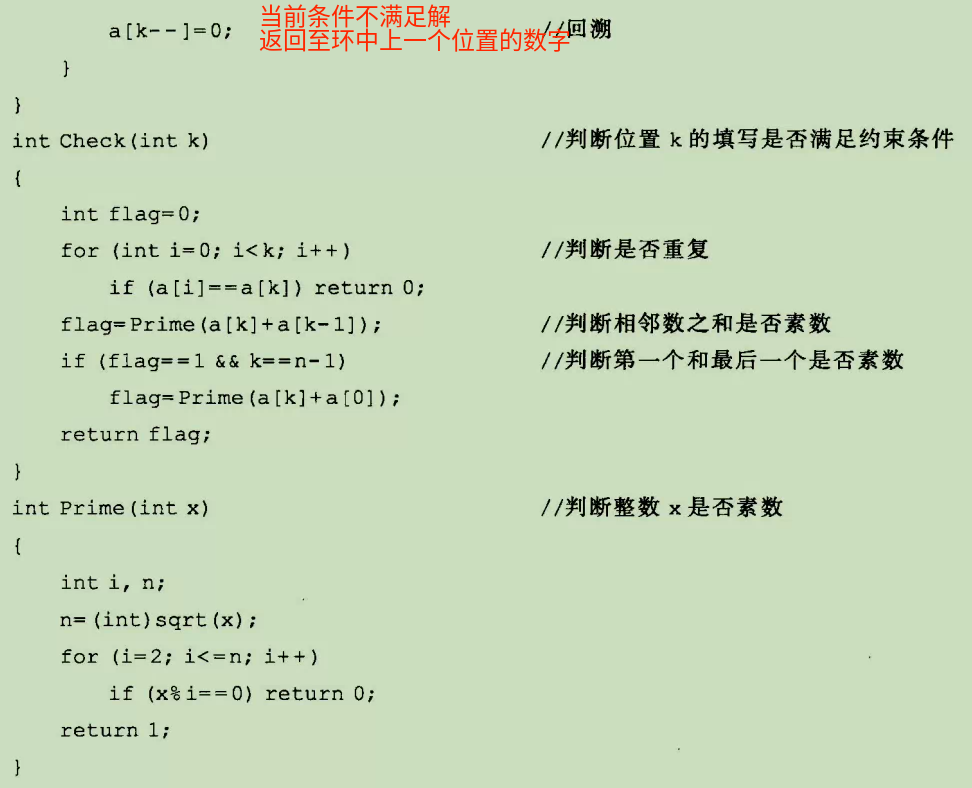 当前条件不满足解
a[k--]=0; //回溯
返回至环中上一个位置的数字
}
}
int Check(int k) //判断位置 k 的填写是否满足约束条件
{
int flag=0;
for (int i=0; i<k; i++) //判断是否重复
if (a[i]==a[k]) return 0;
flag=Prime(a[k]+a[k-1]); //判断相邻数之和是否素数
if (flag==1 && k==n-1) //判断第一个和最后一个是否素数
flag=Prime(a[k]+a[0]);
return flag;
}
int Prime(int x) //判断整数 x 是否素数
{
int i, n;
n=(int)sqrt(x);
for (i=2; i<=n; i++)
if (x%i==0) return 0;
return 1;
}